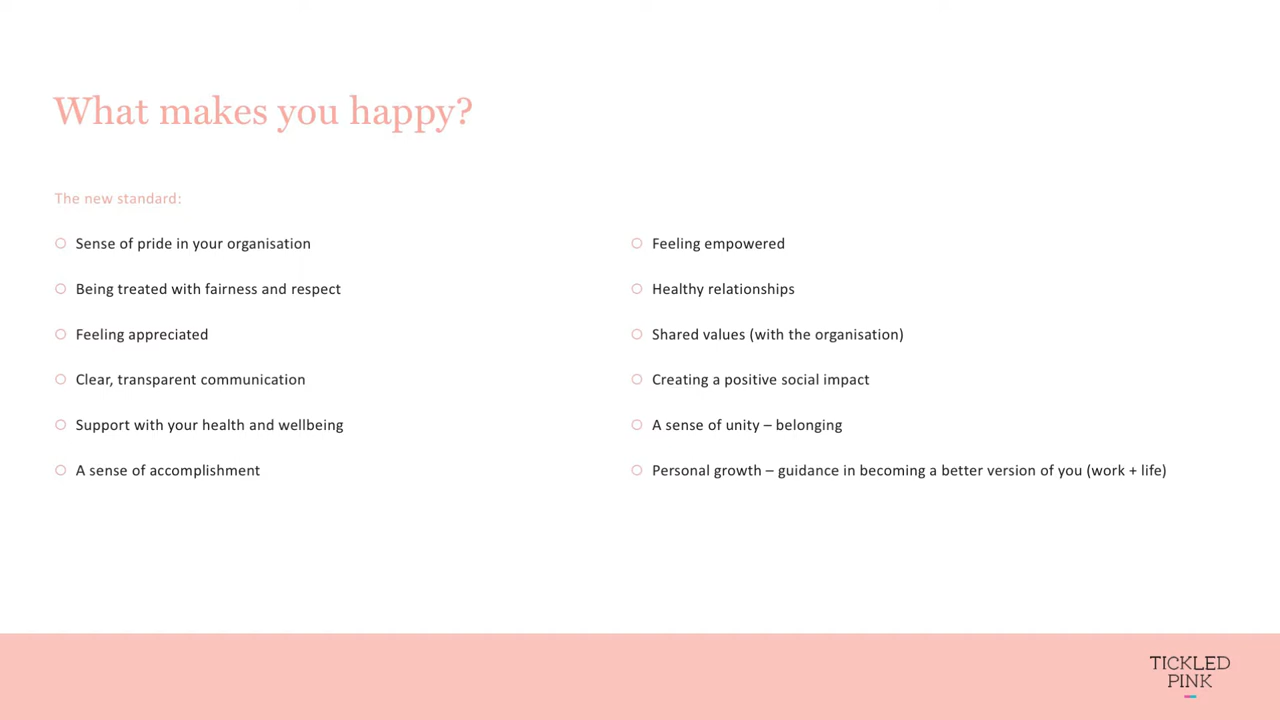 What makes you happy?
The new standard:
Sense of pride in your organisation
Being treated with fairness and respect
Feeling appreciated
Clear, transparent communication
Support with your health and wellbeing
A sense of accomplishment
Feeling empowered
Healthy relationships
Shared values (with the organisation)
Creating a positive social impact
A sense of unity – belonging
Personal growth – guidance in becoming a better version of you (work + life)
TICKLED
PINK